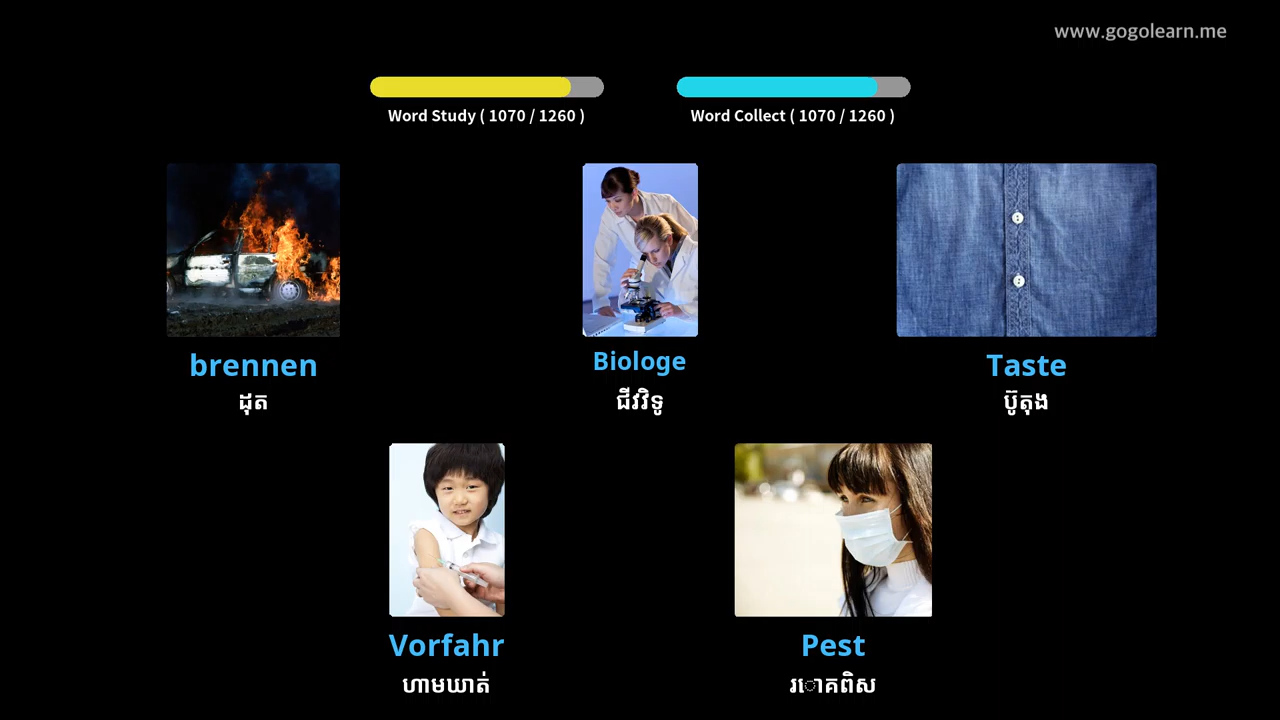 www.gogolearn.me
Word Study ( 1070 / 1260 )
Word Collect ( 1070 / 1260 )
brennen
ដុត
Biologe
ជីវវិទូ
Taste
ប៊ូតុង
Vorfahr
ហាមឃាត់
Pest
រោគពិស